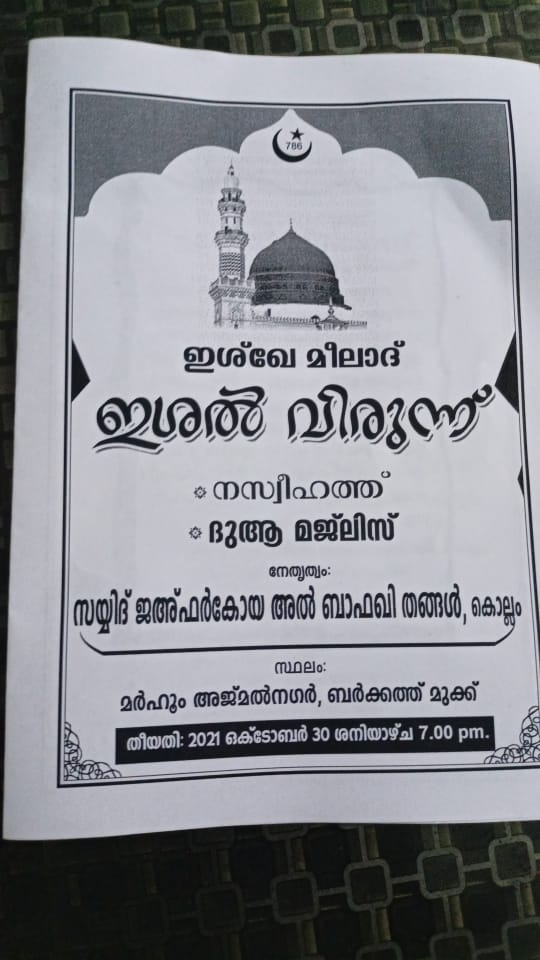 786
ഇശ്ഖേ മീലാദ്
ഇശൽ വിരുന്ന്
നസ്വീഹത്ത്
ദുആ മജ്ലിസ്
നേതൃത്വം:
സയ്യിദ് ജഅ്ഫർകോയ അൽ ബാഫഖി തങ്ങൾ, കൊല്ലം
സ്ഥലം:
മർഹൂം അജ്മൽനഗർ, ബർക്കത്ത് മുക്ക്
തീയതി: 2021 ഒക്ടോബർ 30 ശനിയാഴ്ച 7.00 pm.